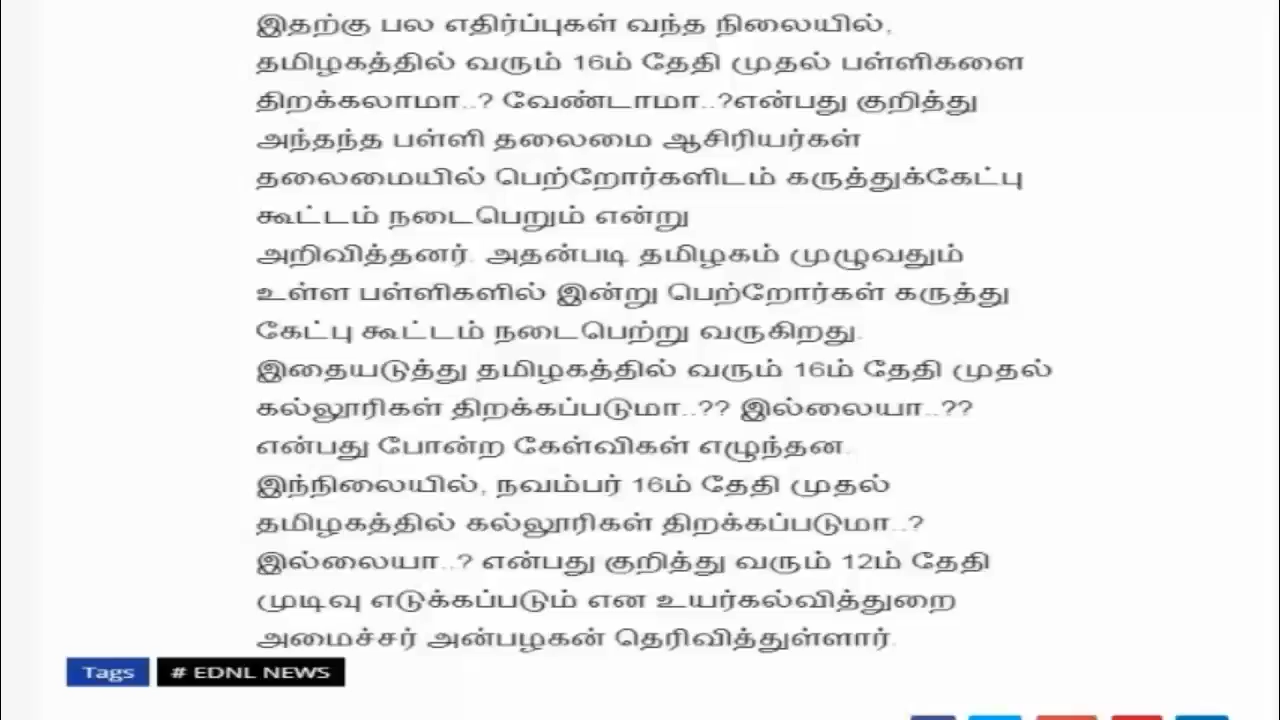 இதற்கு பல எதிர்ப்புகள் வந்த நிலையில்,
தமிழகத்தில் வரும் 16ம் தேதி முதல் பள்ளிகளை
திறக்கலாமா..? வேண்டாமா..?என்பது குறித்து
அந்தந்த பள்ளி தலைமை ஆசிரியர்கள்
தலைமையில் பெற்றோர்களிடம் கருத்துக்கேட்பு
கூட்டம் நடைபெறும் என்று
அறிவித்தனர். அதன்படி தமிழகம் முழுவதும்
உள்ள பள்ளிகளில் இன்று பெற்றோர்கள் கருத்து
கேட்பு கூட்டம் நடைபெற்று வருகிறது.
இதையடுத்து தமிழகத்தில் வரும் 16ம் தேதி முதல்
கல்லூரிகள் திறக்கப்படுமா..?? இல்லையா..??
என்பது போன்ற கேள்விகள் எழுந்தன.
இந்நிலையில், நவம்பர் 16ம் தேதி முதல்
தமிழகத்தில் கல்லூரிகள் திறக்கப்படுமா..?
இல்லையா..? என்பது குறித்து வரும் 12ம் தேதி
முடிவு எடுக்கப்படும் என உயர்கல்வித்துறை
அமைச்சர் அன்பழகன் தெரிவித்துள்ளார்.
Tags # EDNL NEWS